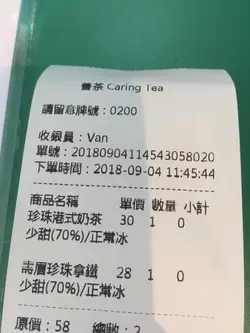 薔茶 Caring Tea
請留意牌號：0200
收銀員：Van
單號：20180904114543058020
下單時間：2018-09-04 11:45:44
商品名稱 單價 數量 小計
珍珠港式奶茶 30 1 0
少甜(70%)/正常冰
珍珠拿鐵 28 1 0
少甜(70%)/正常冰
原價：58 總數：2